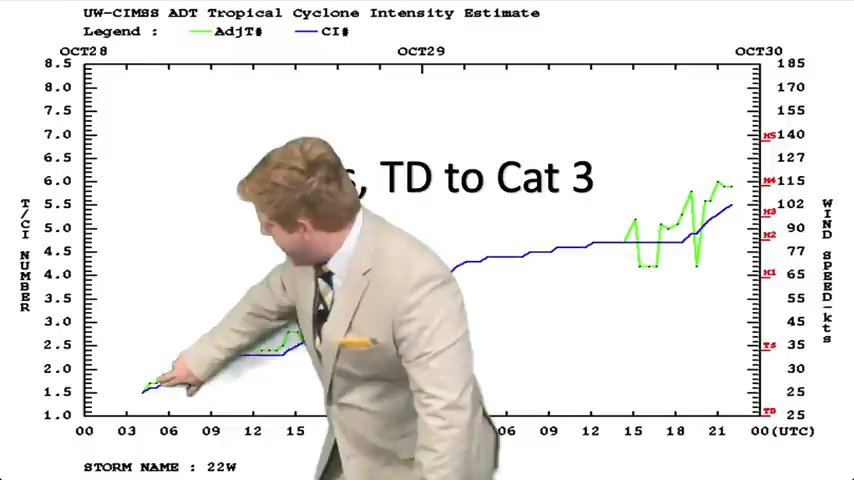 UW-CIMSS ADT Tropical Cyclone Intensity Estimate
Legend : AdjT# CI#
OCT28 OCT29 OCT30
8.5 185
8.0 170
7.5 155
7.0 H5 140
6.5 127
, TD to Cat 3
6.0 H4 115
5.5 102
H3
5.0 90
H2
4.5 77
4.0 H1 65
3.5 55
3.0 45
2.5 TS 35
2.0 30
1.5 25
1.0 TD 25
T/CI NUMBER
WIND SPEED-kts
00 03 06 09 12 15 06 09 12 15 18 21 00(UTC)
STORM NAME : 22W